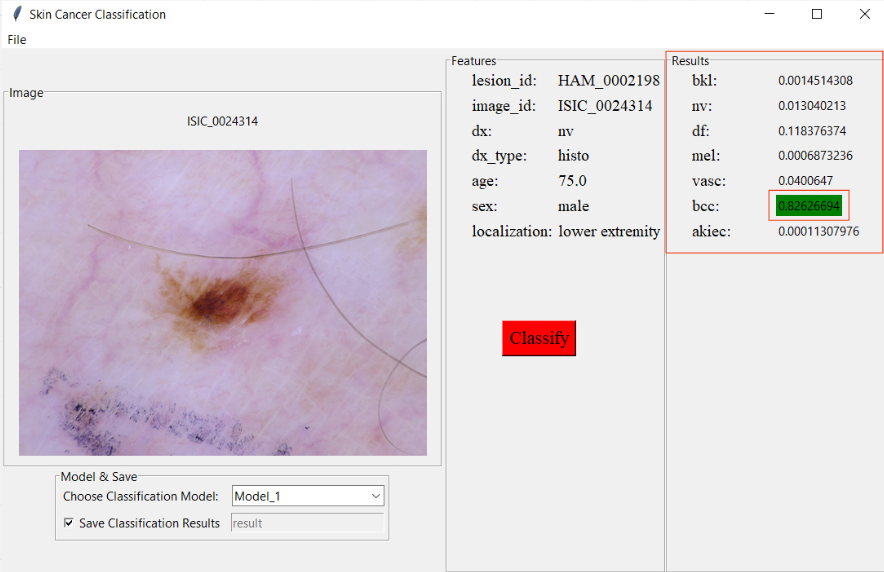 Skin Cancer Classification
File
Image
ISIC_0024314
Model & Save
Choose Classification Model: Model_1
Save Classification Results result
Features
lesion_id: HAM_0002198
image_id: ISIC_0024314
dx: nv
dx_type: histo
age: 75.0
sex: male
localization: lower extremity
Classify
Results
bkl: 0.0014514308
nv: 0.013040213
df: 0.118376374
mel: 0.0006873236
vasc: 0.0400647
bcc: 0.82626694
akiec: 0.00011307976